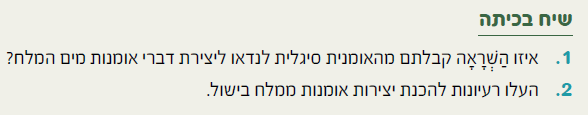 שיח בכיתה
1. איזו הַשְׁרָאָה קבלתם מהאומנית סיגלית לנדאו ליצירת דברי אומנות מים המלח?
2. העלו רעיונות להכנת יצירות אומנות ממלח בישול.